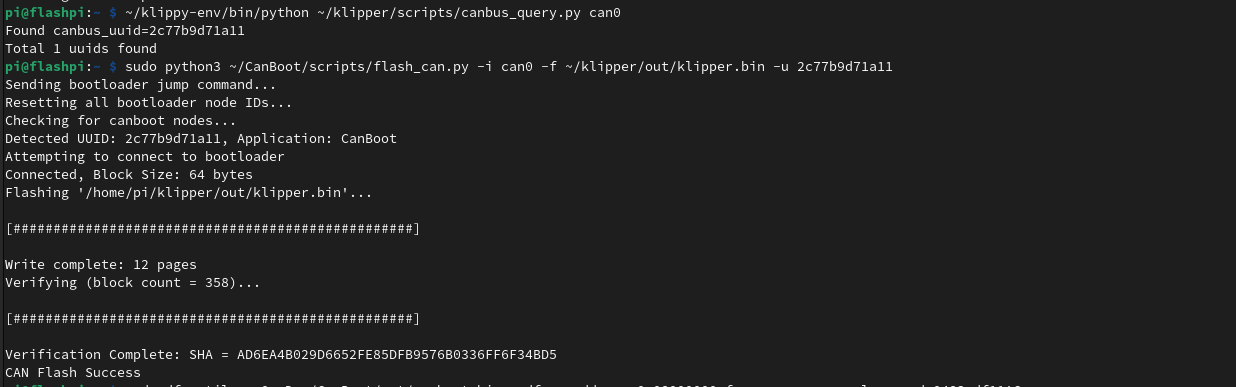 pi@flashpi:~ $ ~/klippy-env/bin/python ~/klipper/scripts/canbus_query.py can0
Found canbus_uuid=2c77b9d71a11
Total 1 uuids found
pi@flashpi:~ $ sudo python3 ~/CanBoot/scripts/flash_can.py -i can0 -f ~/klipper/out/klipper.bin -u 2c77b9d71a11
Sending bootloader jump command...
Resetting all bootloader node IDs...
Checking for canboot nodes...
Detected UUID: 2c77b9d71a11, Application: CanBoot
Attempting to connect to bootloader
Connected, Block Size: 64 bytes
Flashing '/home/pi/klipper/out/klipper.bin'...
[##################################################]
Write complete: 12 pages
Verifying (block count = 358)...
[##################################################]
Verification Complete: SHA = AD6EA4B029D6652FE85DFB9576B0336FF6F34BD5
CAN Flash Success